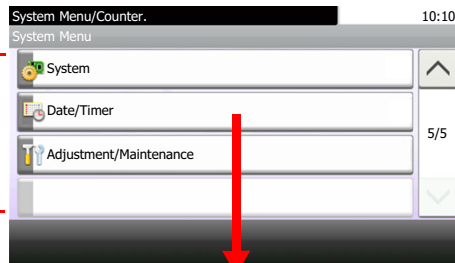 System Menu/Counter.
10:10
System Menu
System
Date/Timer
5/5
Adjustment/Maintenance